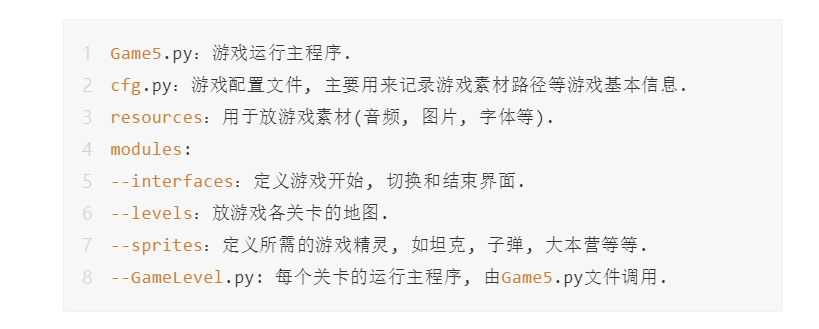 1 Game5.py：游戏运行主程序.
2 cfg.py：游戏配置文件, 主要用来记录游戏素材路径等游戏基本信息.
3 resources：用于放游戏素材(音频, 图片, 字体等).
4 modules:
5 --interfaces：定义游戏开始, 切换和结束界面.
6 --levels：放游戏各关卡的地图.
7 --sprites：定义所需的游戏精灵, 如坦克, 子弹, 大本营等等.
8 --GameLevel.py: 每个关卡的运行主程序, 由Game5.py文件调用.